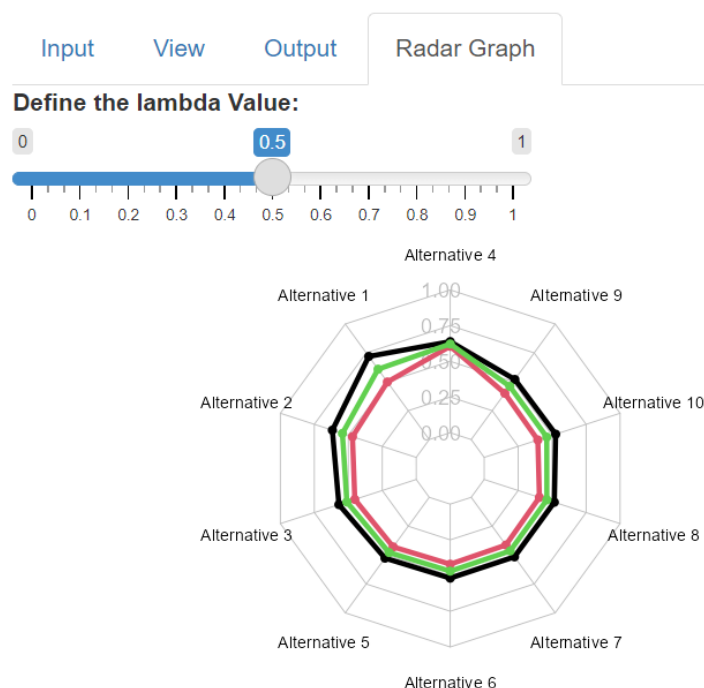 Input View Output Radar Graph
Define the lambda Value:
0 0.5 1
0 0.1 0.2 0.3 0.4 0.5 0.6 0.7 0.8 0.9 1
Alternative 4
Alternative 1 1.00 Alternative 9
0.75
0.50
Alternative 2 0.25 Alternative 10
0.00
Alternative 3 Alternative 8
Alternative 5 Alternative 7
Alternative 6